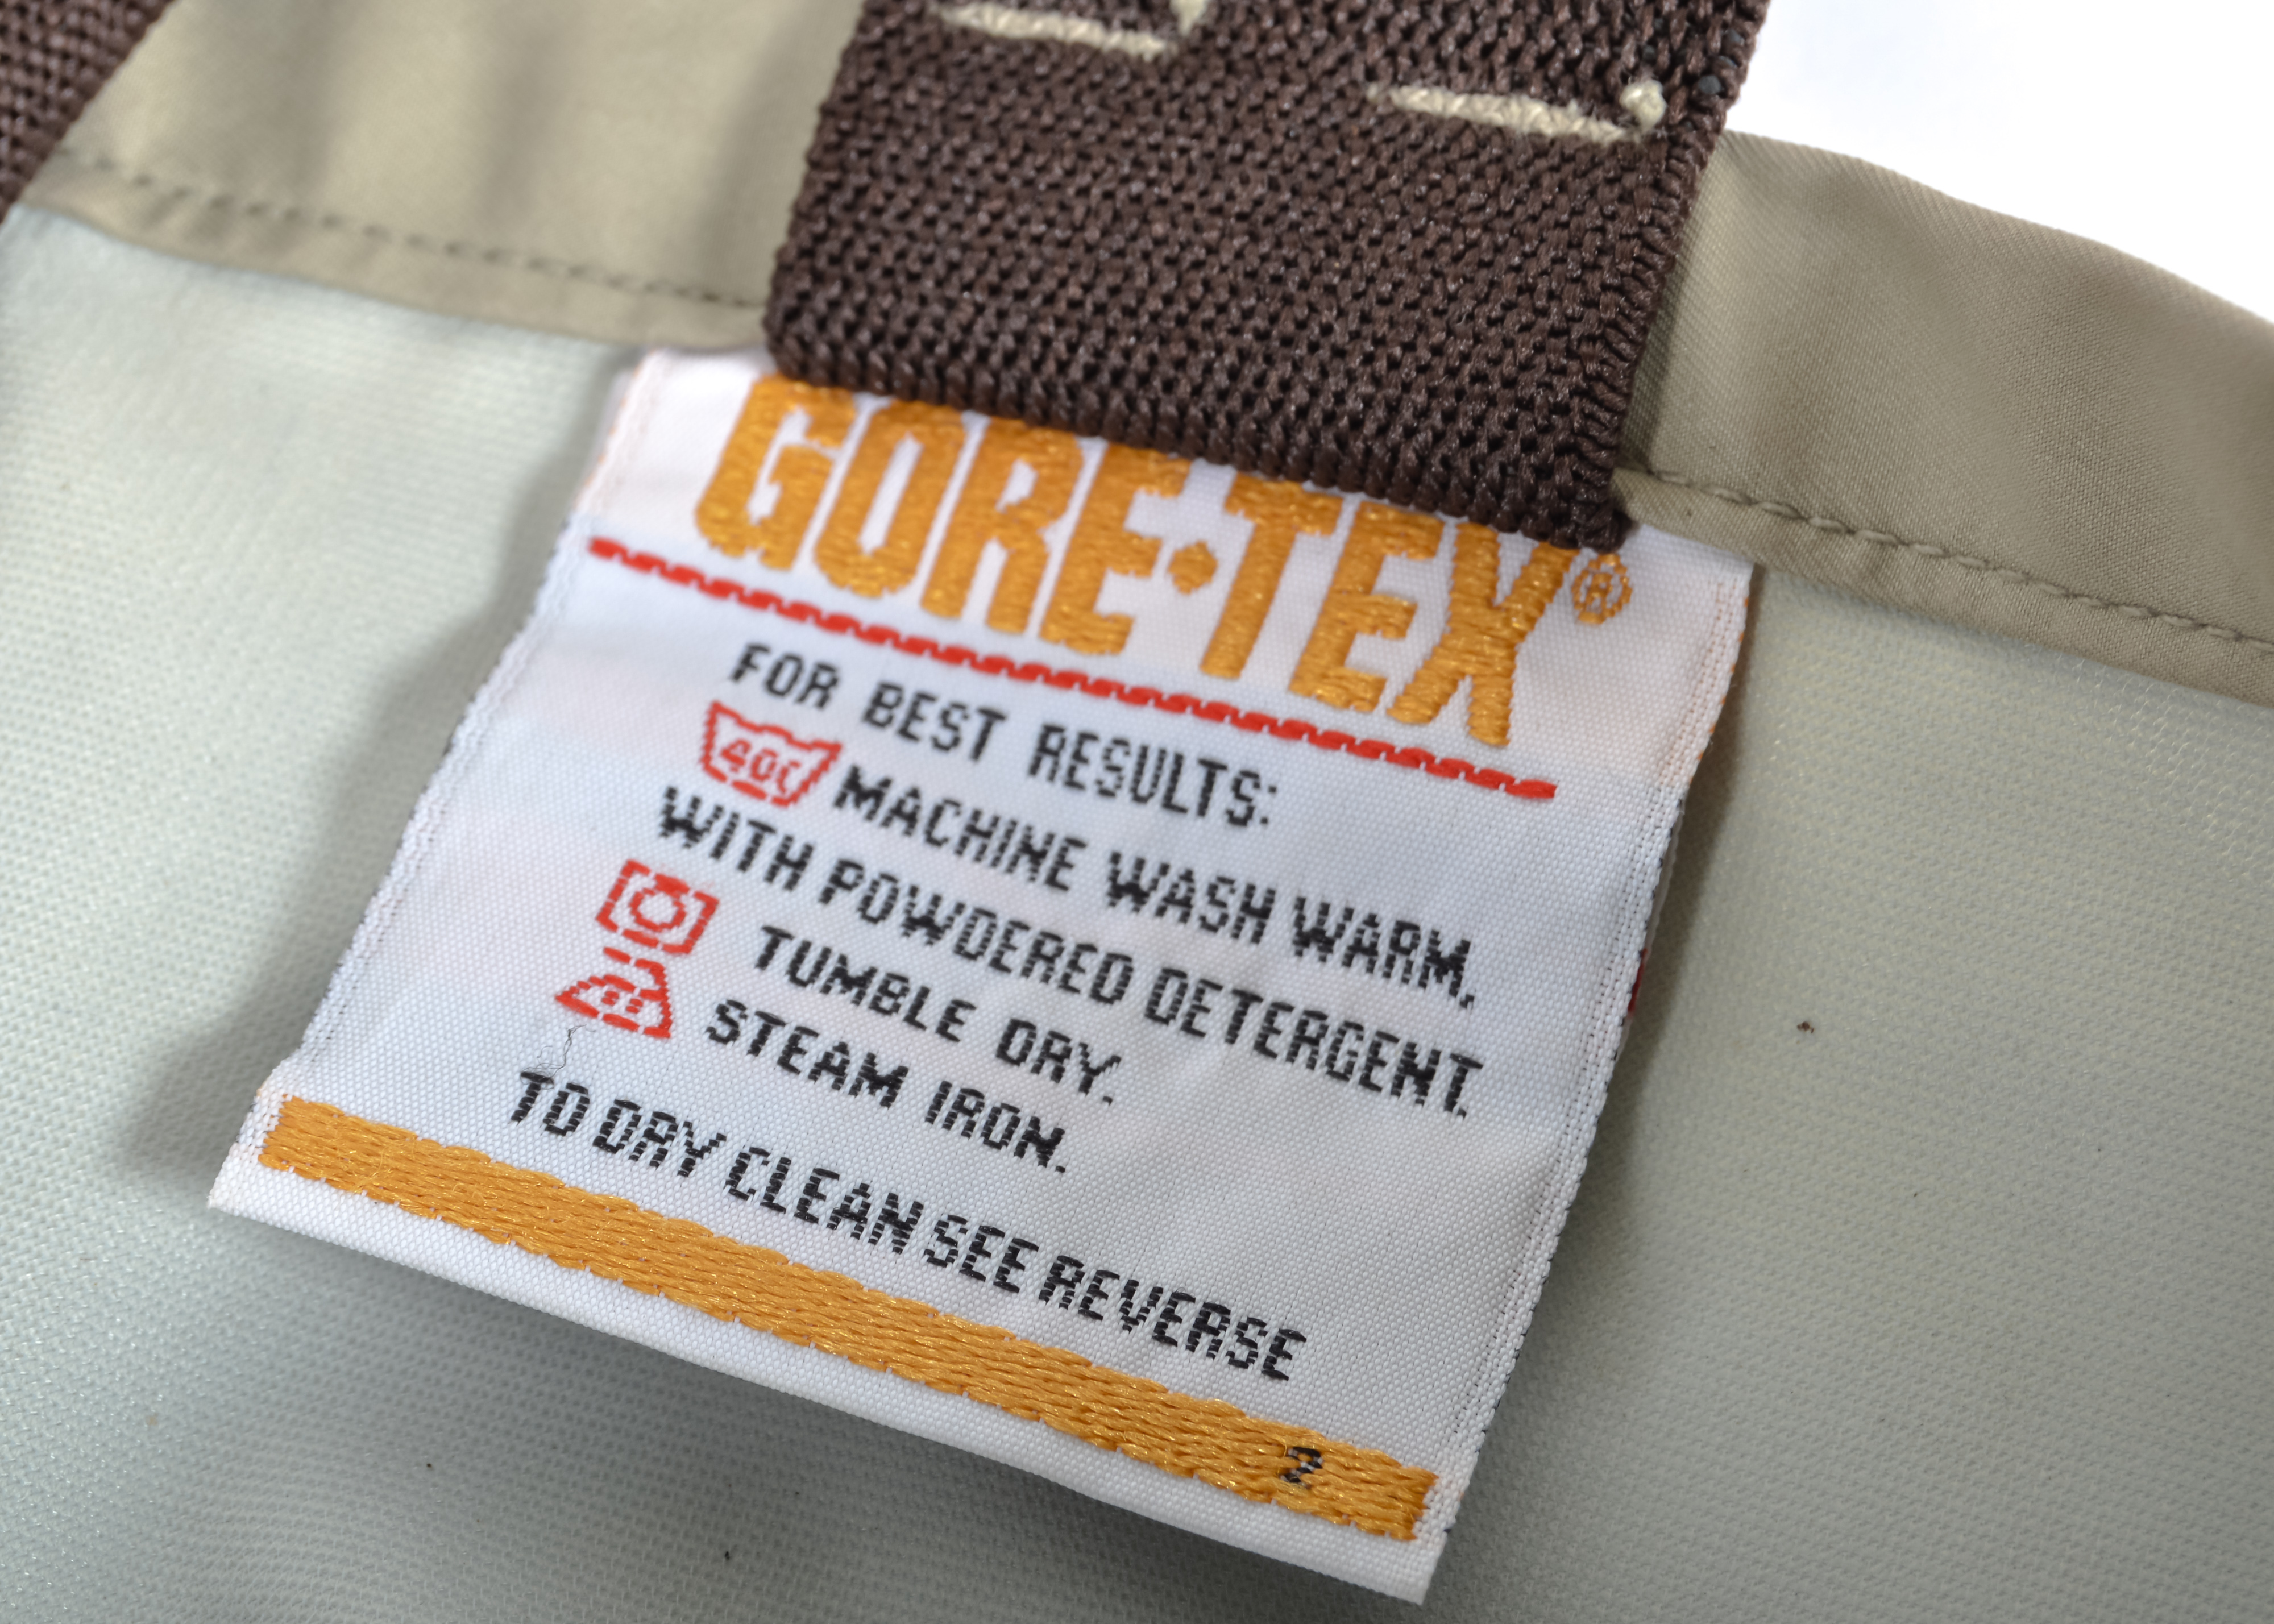 GORE·TEX®
FOR BEST RESULTS:
40C MACHINE WASH WARM,
WITH POWDERED DETERGENT.
TUMBLE DRY.
STEAM IRON.
TO DRY CLEAN SEE REVERSE
2